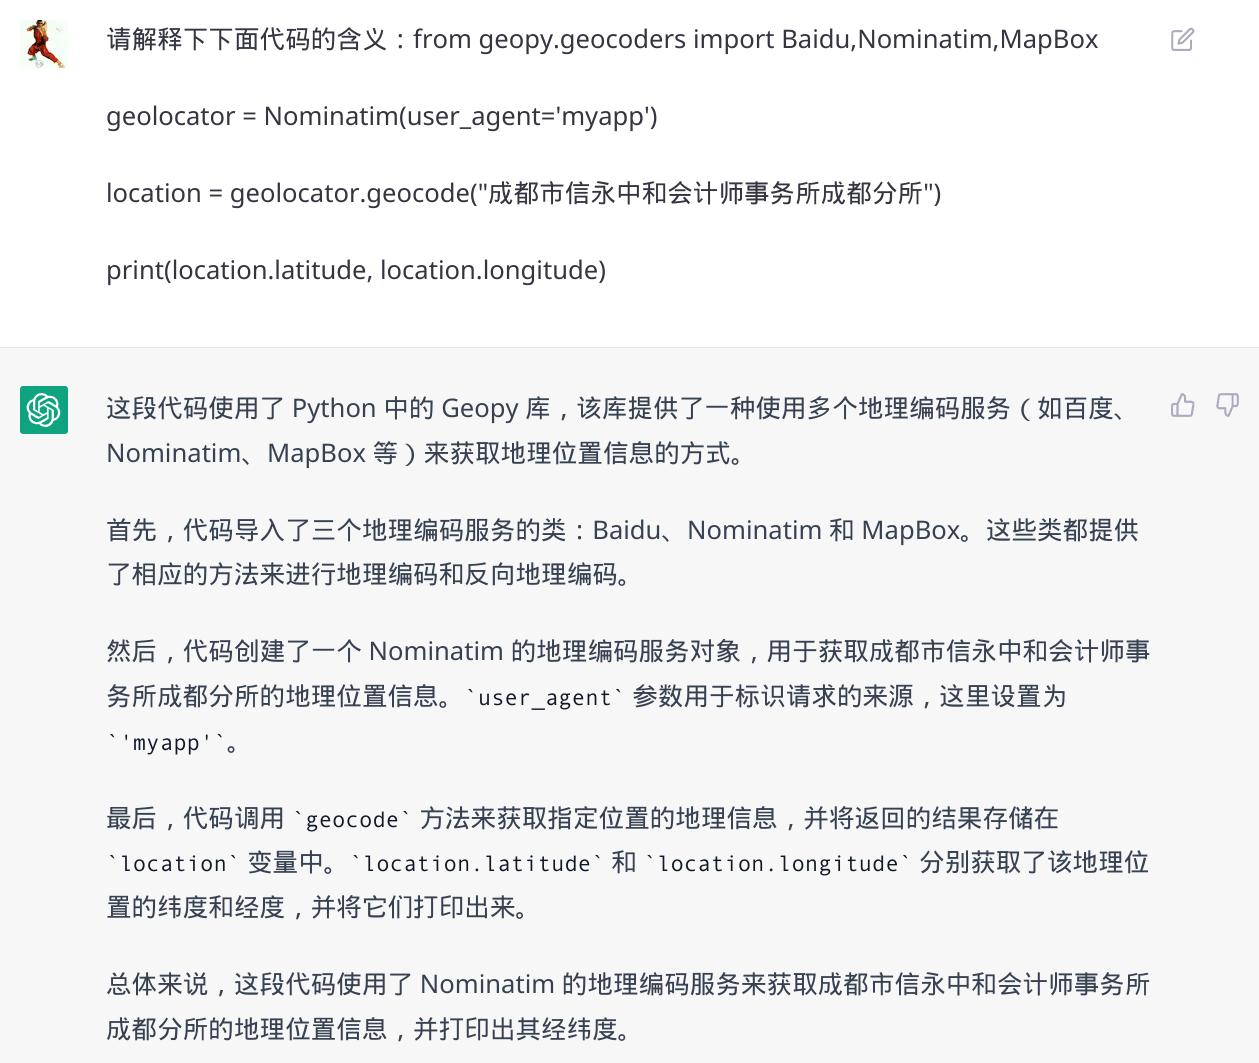 请解释下下面代码的含义：from geopy.geocoders import Baidu,Nominatim,MapBox
geolocator = Nominatim(user_agent='myapp')
location = geolocator.geocode("成都市信永中和会计师事务所成都分所")
print(location.latitude, location.longitude)
这段代码使用了 Python 中的 Geopy 库，该库提供了一种使用多个地理编码服务（如百度、
Nominatim、MapBox 等）来获取地理位置信息的方式。
首先，代码导入了三个地理编码服务的类：Baidu、Nominatim 和 MapBox。这些类都提供
了相应的方法来进行地理编码和反向地理编码。
然后，代码创建了一个 Nominatim 的地理编码服务对象，用于获取成都市信永中和会计师事
务所成都分所的地理位置信息。`user_agent` 参数用于标识请求的来源，这里设置为
`'myapp'`。
最后，代码调用 `geocode` 方法来获取指定位置的地理信息，并将返回的结果存储在
`location` 变量中。`location.latitude` 和 `location.longitude` 分别获取了该地理位
置的纬度和经度，并将它们打印出来。
总体来说，这段代码使用了 Nominatim 的地理编码服务来获取成都市信永中和会计师事务所
成都分所的地理位置信息，并打印出其经纬度。